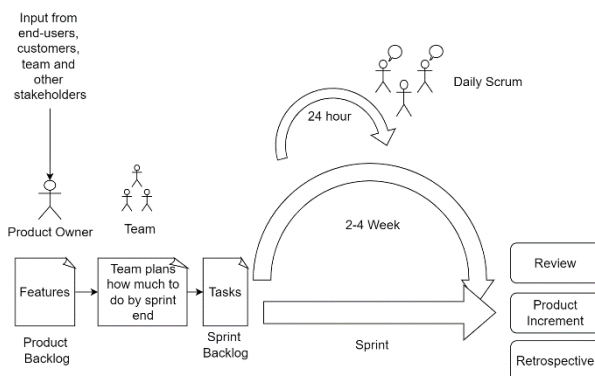 Input from
end-users,
customers,
team and
other
stakeholders
Daily Scrum
24 hour
Product Owner
Team
2-4 Week
Features
Team plans
how much to
do by sprint
end
Tasks
Review
Product
Increment
Retrospective
Product
Backlog
Sprint
Backlog
Sprint